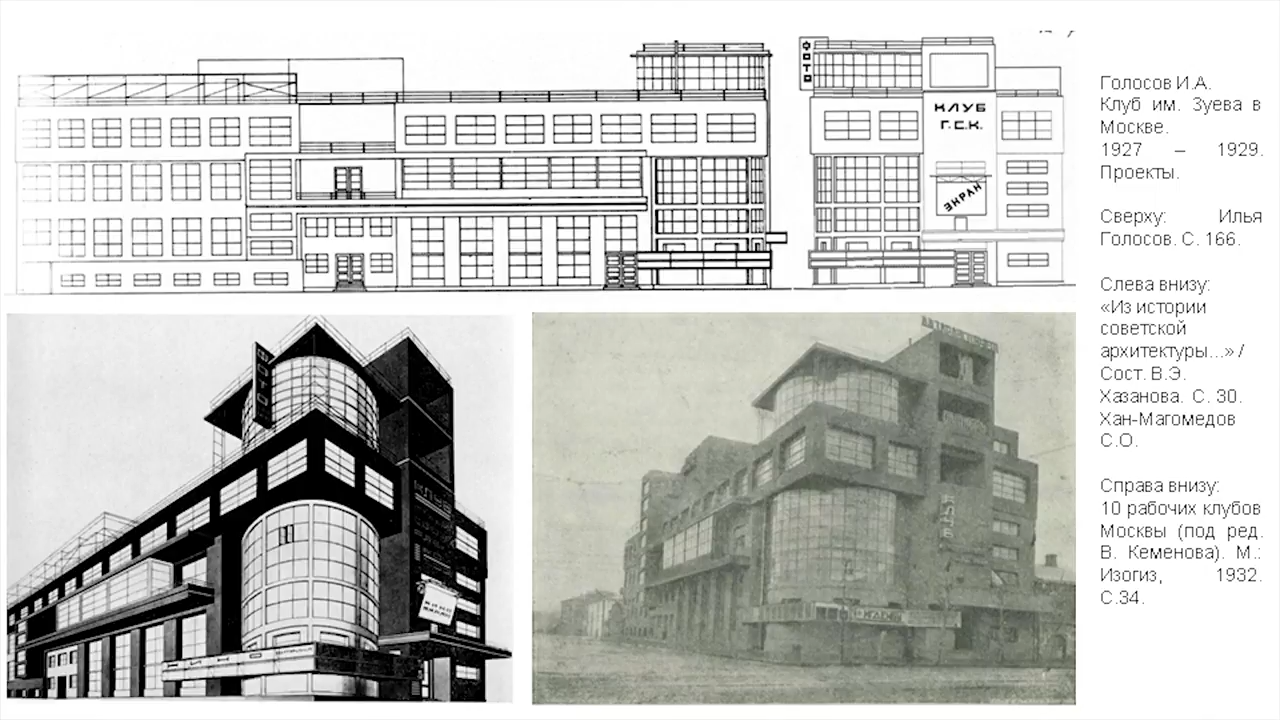 ФОТО
КЛУБ
Г.С.К.
ЭКРАН
ФОТО
КЛУБ
КЛУБ
Голосов И.А.
Клуб им. Зуева в
Москве.
1927 – 1929.
Проекты.
Сверху: Илья
Голосов. С. 166.
Слева внизу:
«Из истории
советской
архитектуры...» /
Сост. В.Э.
Хазанова. С. 30.
Хан-Магомедов
С.О.
Справа внизу:
10 рабочих клубов
Москвы (под ред.
В. Кеменова). М.:
Изогиз, 1932.
С.34.